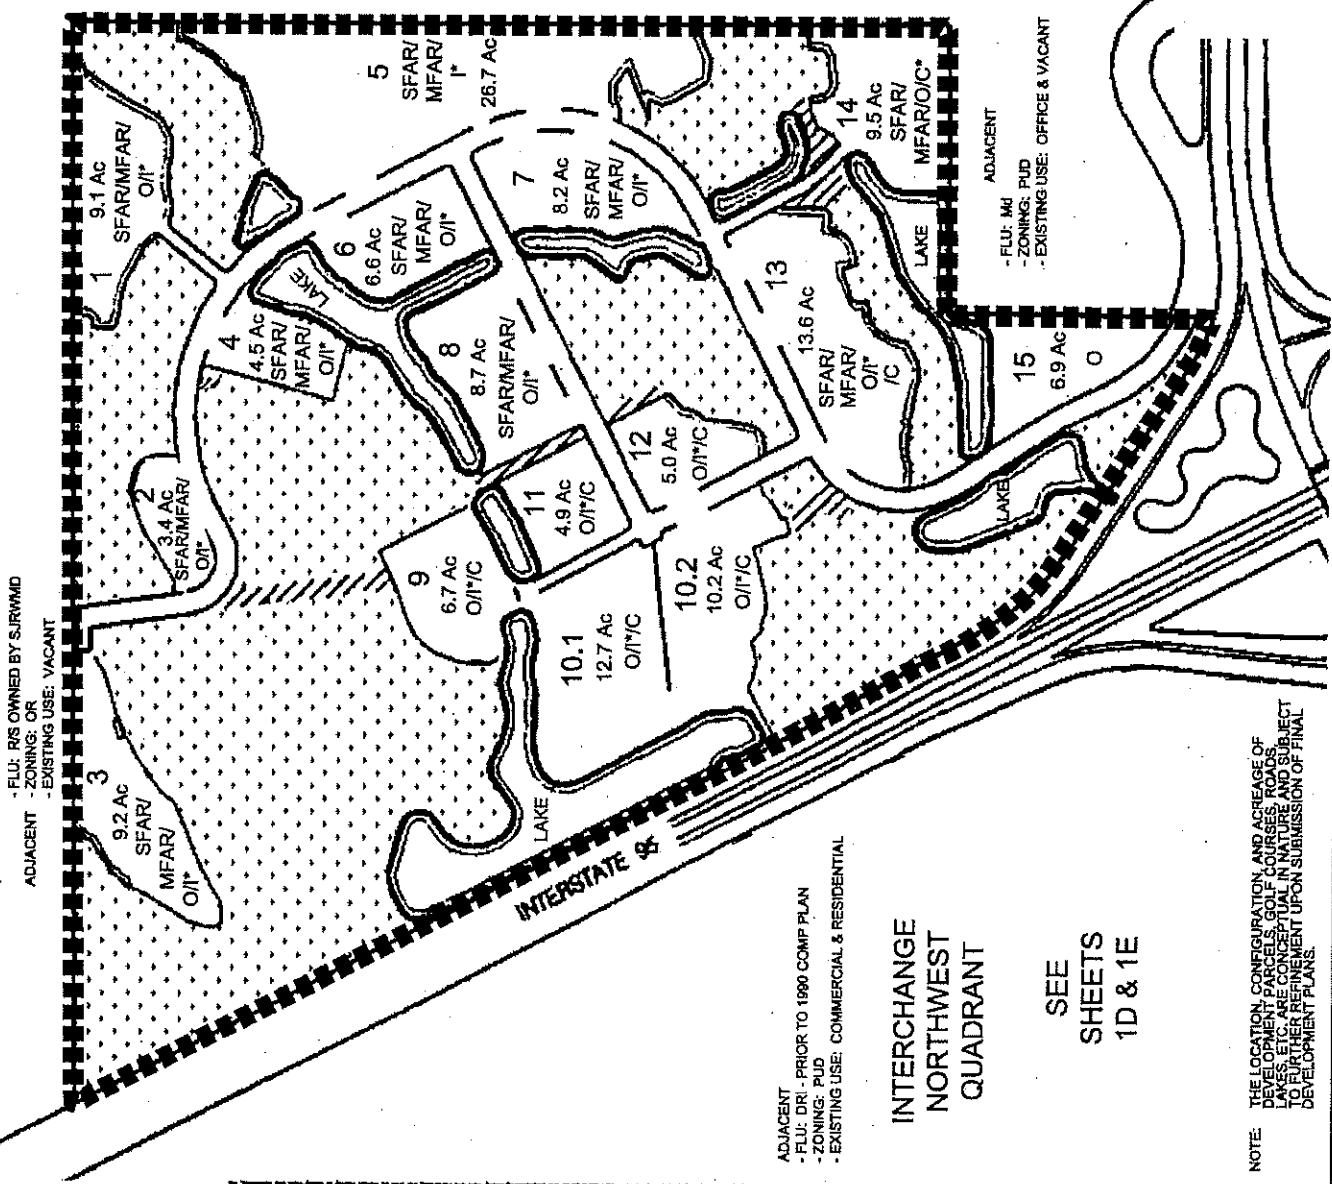 ADJACENT
- FLU: R/S OWNED BY SJRWMD
- ZONING: OR
- EXISTING USE: VACANT
1
9.1 Ac
SFAR/MFAR/
O/I*
2
3.4 Ac
SFAR/MFAR/
O/I*
3
9.2 Ac
SFAR/
MFAR/
O/I*
4
4.5 Ac
SFAR/
MFAR/
O/I*
5
SFAR/
MFAR/
I*
26.7 Ac
LAKE
6
6.6 Ac
SFAR/
MFAR/
O/I*
7
8.2 Ac
SFAR/
MFAR/
O/I*
8
8.7 Ac
SFAR/MFAR/
O/I*
9
6.7 Ac
O/I*/C
10.1
12.7 Ac
O/I*/C
10.2
10.2 Ac
O/I*/C
11
4.9 Ac
O/I*/C
12
5.0 Ac
O/I*/C
13
13.6 Ac
SFAR/
MFAR/
O/I*
/C
14
9.5 Ac
SFAR/
MFAR/O/C*
LAKE
15
6.9 Ac
O
LAKE
LAKE
INTERSTATE
ADJACENT
- FLU: Md
- ZONING: PUD
- EXISTING USE: OFFICE & VACANT
ADJACENT
- FLU: DRI - PRIOR TO 1990 COMP PLAN
- ZONING: PUD
- EXISTING USE: COMMERCIAL & RESIDENTIAL
INTERCHANGE
NORTHWEST
QUADRANT
SEE
SHEETS
1D & 1E
NOTE: THE LOCATION, CONFIGURATION, AND ACREAGE OF
DEVELOPMENT PARCELS, GOLF COURSES, ROADS,
LAKES, ETC. ARE CONCEPTUAL IN NATURE AND SUBJECT
TO FURTHER REFINEMENT UPON SUBMISSION OF FINAL
DEVELOPMENT PLANS.